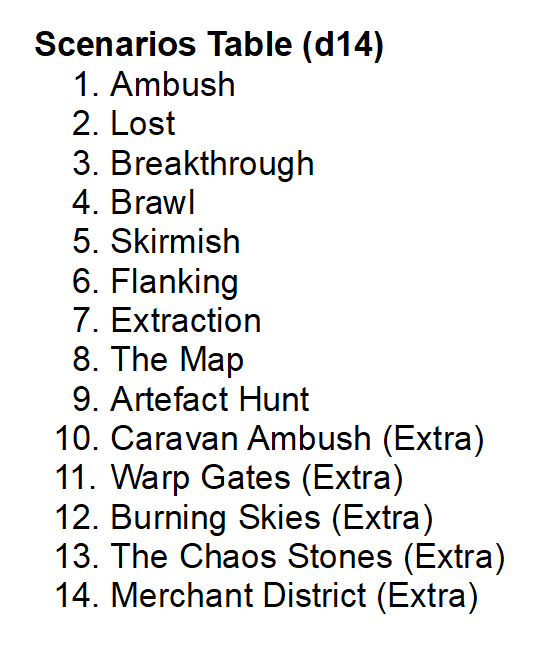 Scenarios Table (d14)
1. Ambush
2. Lost
3. Breakthrough
4. Brawl
5. Skirmish
6. Flanking
7. Extraction
8. The Map
9. Artefact Hunt
10. Caravan Ambush (Extra)
11. Warp Gates (Extra)
12. Burning Skies (Extra)
13. The Chaos Stones (Extra)
14. Merchant District (Extra)